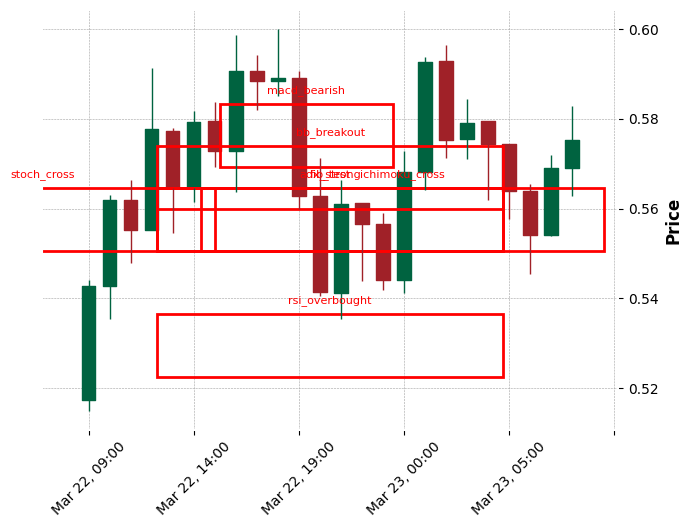 0.60
macd_bearish
0.58
stoch_cross
0.56
Price
rsi_overbought
0.54
0.52
Mar 22, 09:00
Mar 22, 14:00
Mar 22, 19:00
Mar 23, 00:00
Mar 23, 05:00